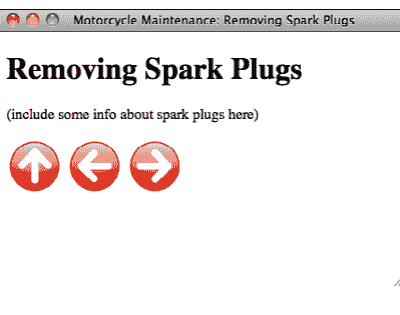 Motorcycle Maintenance: Removing Spark Plugs
Removing Spark Plugs
(include some info about spark plugs here)